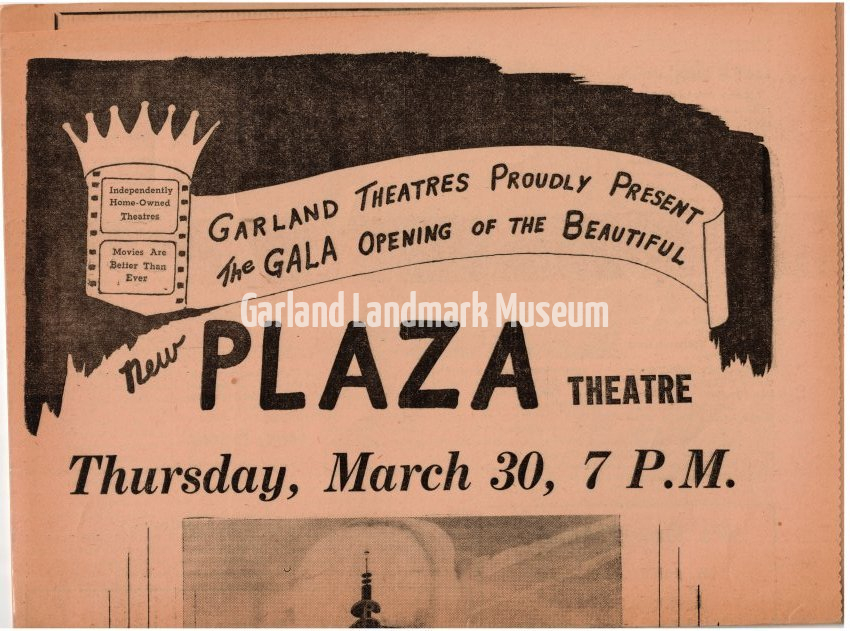 Independently
Home-Owned
Theatres
Movies Are
Better Than
Ever
GARLAND THEATRES PROUDLY PRESENT
The GALA OPENING OF THE BEAUTIFUL
Garland Landmark Museum
new PLAZA THEATRE
Thursday, March 30, 7 P.M.